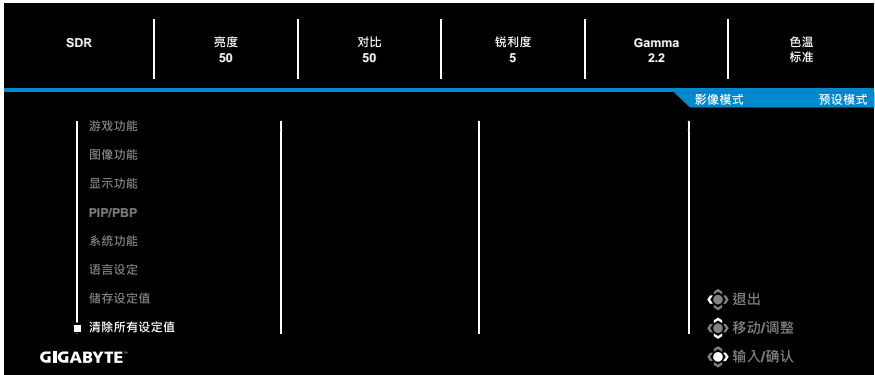 SDR 亮度 对比 锐利度 Gamma 色温
50 50 5 2.2 标准
影像模式 预设模式
游戏功能
图像功能
显示功能
PIP/PBP
系统功能
语言设定
储存设定值
清除所有设定值
退出
移动/调整
输入/确认
GIGABYTE™